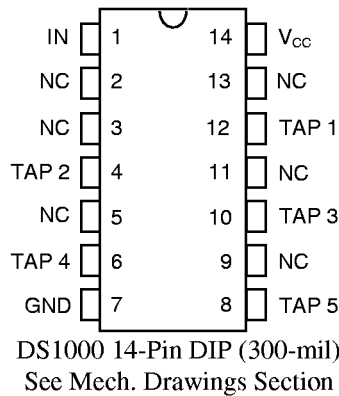 IN 1 14 VCC
NC 2 13 NC
NC 3 12 TAP 1
TAP 2 4 11 NC
NC 5 10 TAP 3
TAP 4 6 9 NC
GND 7 8 TAP 5
DS1000 14-Pin DIP (300-mil)
See Mech. Drawings Section